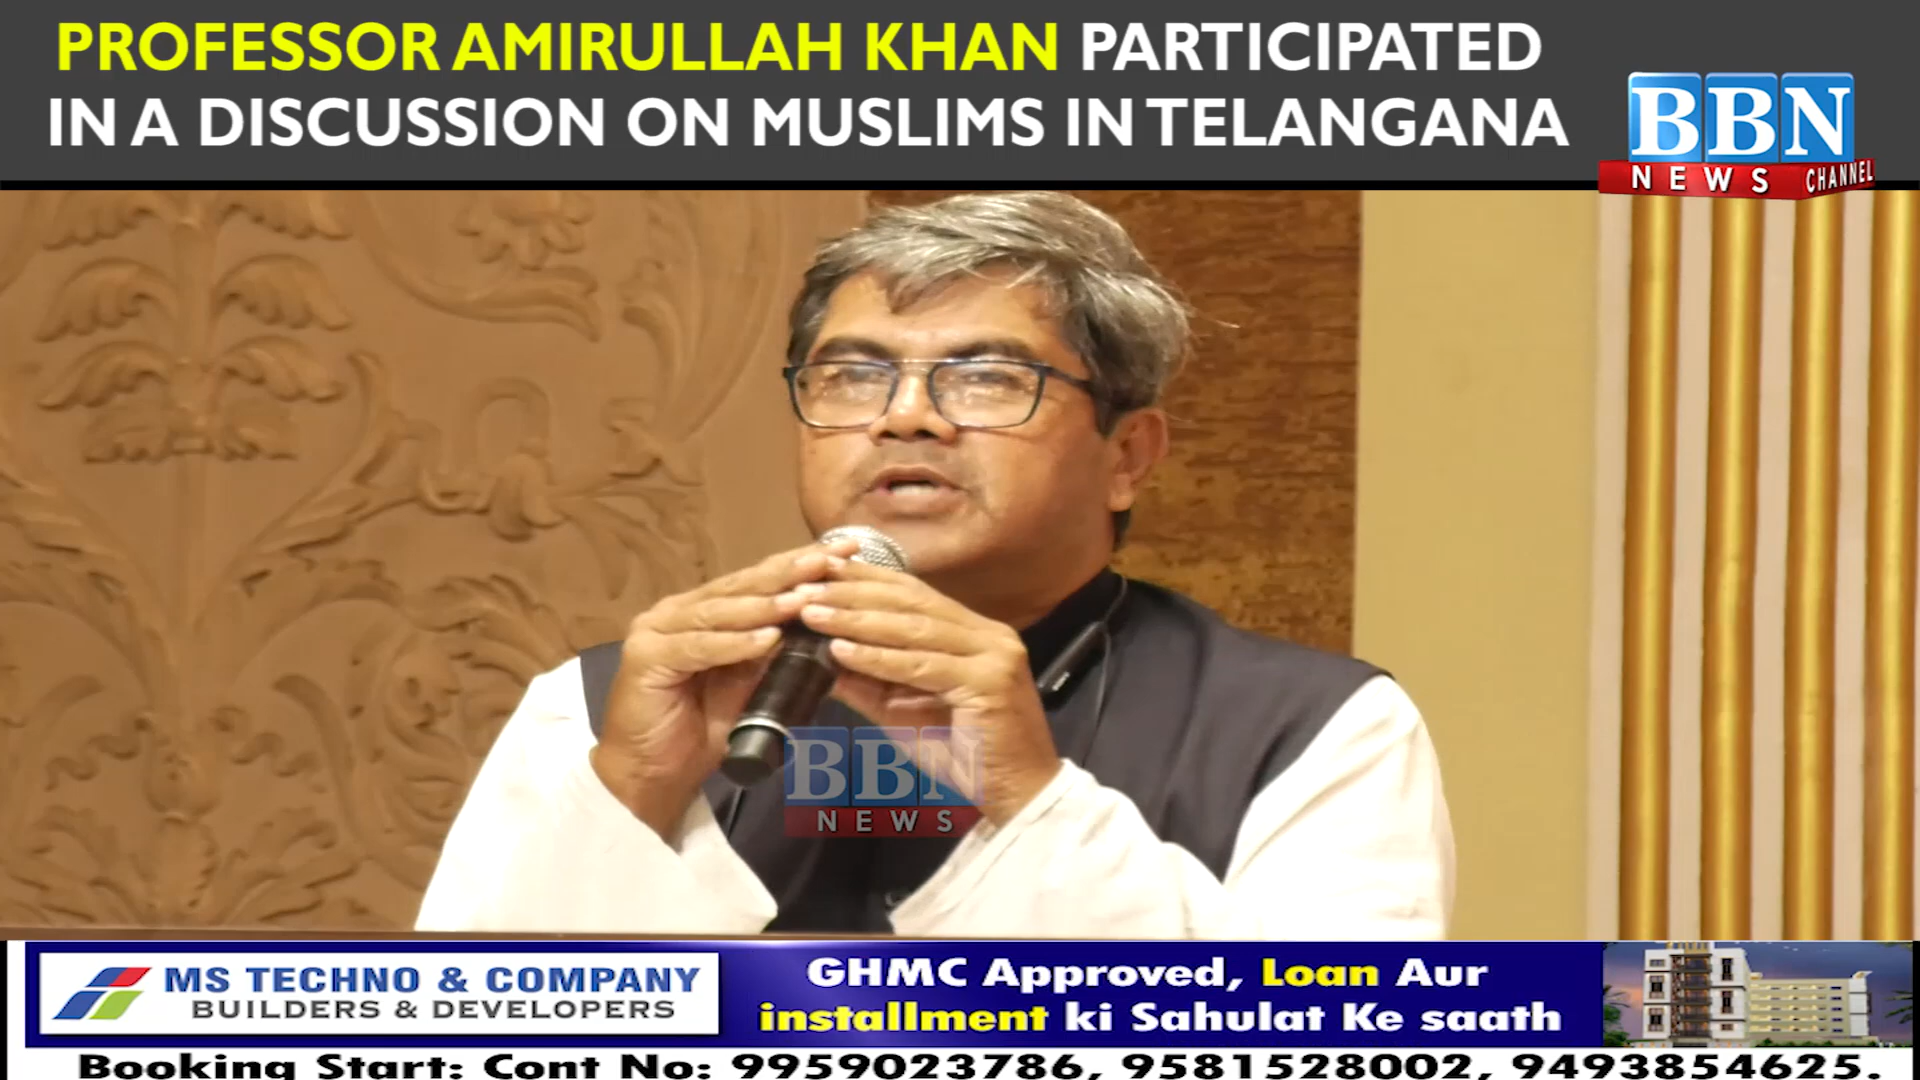 PROFESSOR AMIRULLAH KHAN PARTICIPATED
IN A DISCUSSION ON MUSLIMS IN TELANGANA
BBN
NEWS CHANNEL
BBN
NEWS
MS TECHNO & COMPANY
BUILDERS & DEVELOPERS
GHMC Approved, Loan Aur
installment ki Sahulat Ke saath
Booking Start: Cont No: 9959023786, 9581528002, 9493854625.